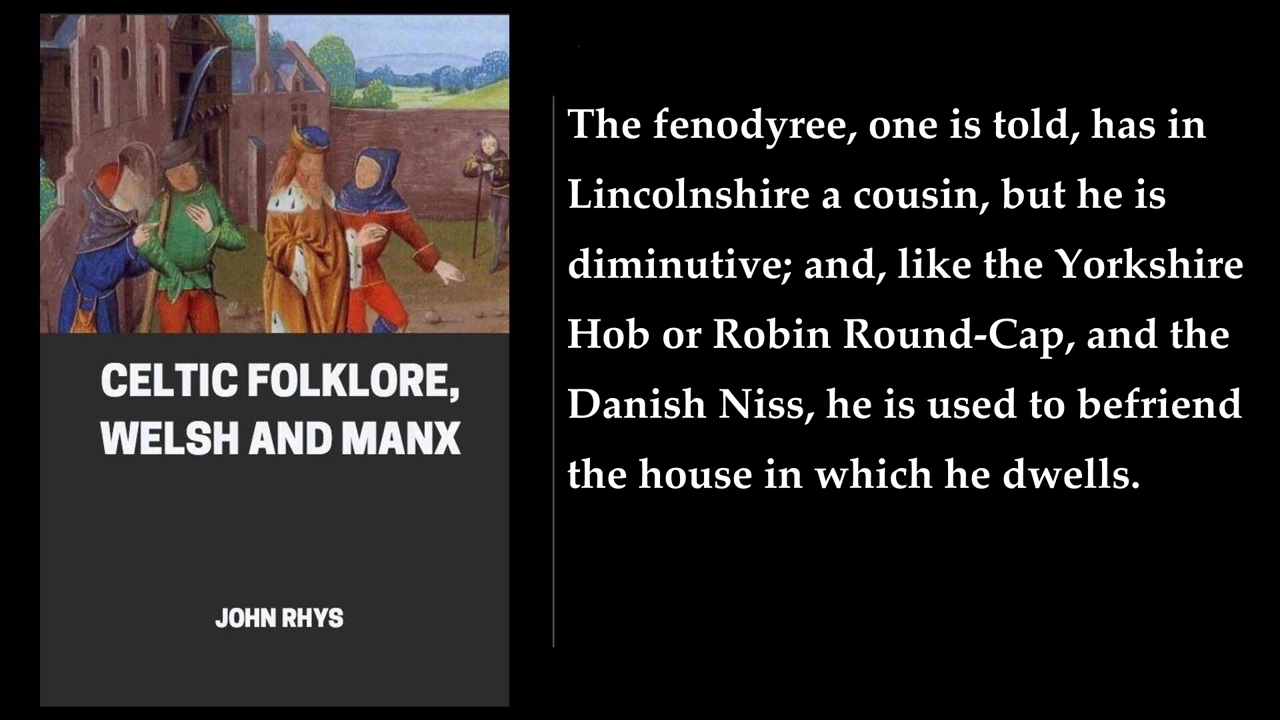 CELTIC FOLKLORE,
WELSH AND MANX
JOHN RHYS
The fenodyree, one is told, has in
Lincolnshire a cousin, but he is
diminutive; and, like the Yorkshire
Hob or Robin Round-Cap, and the
Danish Niss, he is used to befriend
the house in which he dwells.